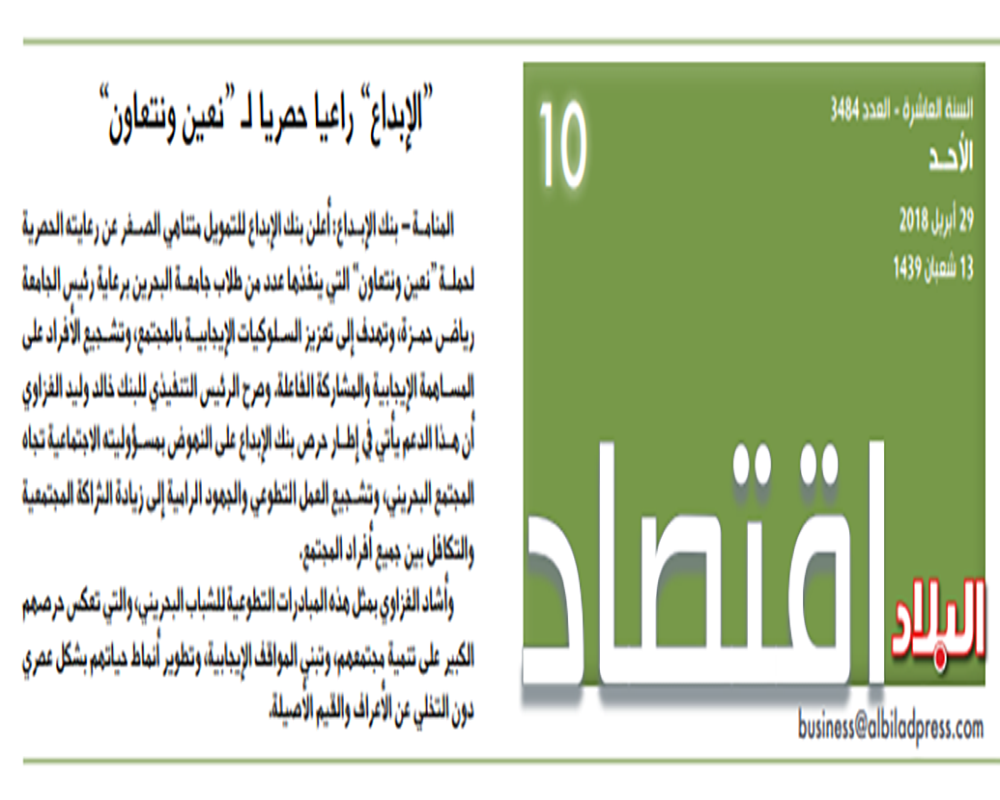 السنة العاشرة - العدد 3484
الأحد
29 أبريل 2018
13 شعبان 1439
10
البلاد
اقتصاد
business@albiladpress.com
”الإبداع“ راعيا حصريا لـ ”نعين ونتعاون“
المنامة – بنك الإبداع: أعلن بنك الإبداع للتمويل متناهي الصغر عن رعايته الحصرية
لحملة ”نعين ونتعاون“ التي ينفذها عدد من طلاب جامعة البحرين برعاية رئيس الجامعة
رياض حمزة، وتهدف إلى تعزيز السلوكيات الإيجابية بالمجتمع، وتشجيع الأفراد على
المساهمة الإيجابية والمشاركة الفاعلة. وصرح الرئيس التنفيذي للبنك خالد وليد الغزاوي
أن هذا الدعم يأتي في إطار حرص بنك الإبداع على النهوض بمسؤوليته الاجتماعية تجاه
المجتمع البحريني، وتشجيع العمل التطوعي والجهود الرامية إلى زيادة الشراكة المجتمعية
والتكافل بين جميع أفراد المجتمع.
وأشاد الغزاوي بمثل هذه المبادرات التطوعية للشباب البحريني، والتي تعكس حرصهم
الكبير على تنمية مجتمعهم، وتبني المواقف الإيجابية، وتطوير أنماط حياتهم بشكل عصري
دون التخلي عن الأعراف والقيم الأصيلة.